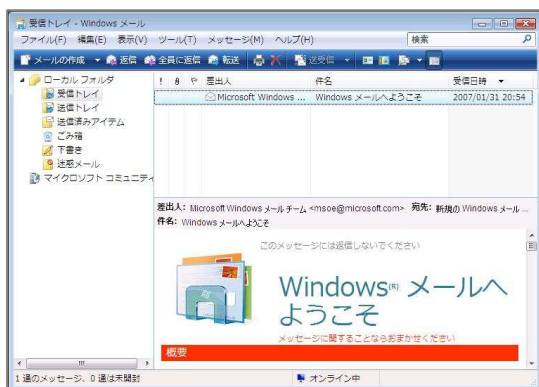 受信トレイ - Windows メール
ファイル(F) 編集(E) 表示(V) ツール(T) メッセージ(M) ヘルプ(H) 検索
メールの作成 返信 全員に返信 転送 送受信
ローカル フォルダ
受信トレイ
送信トレイ
送信済みアイテム
ごみ箱
下書き
迷惑メール
マイクロソフト コミュニティ
! 差出人 件名 受信日時
Microsoft Windows ... Windows メールへようこそ 2007/01/31 20:54
差出人: Microsoft Windows メール チーム <msoe@microsoft.com> 宛先: 新規の Windows メール ...
件名: Windows メールへようこそ
このメッセージには返信しないでください
Windows(R) メールへ
ようこそ
メッセージに関することならおまかせください
概要
1 通のメッセージ、0 通は未開封 オンライン中